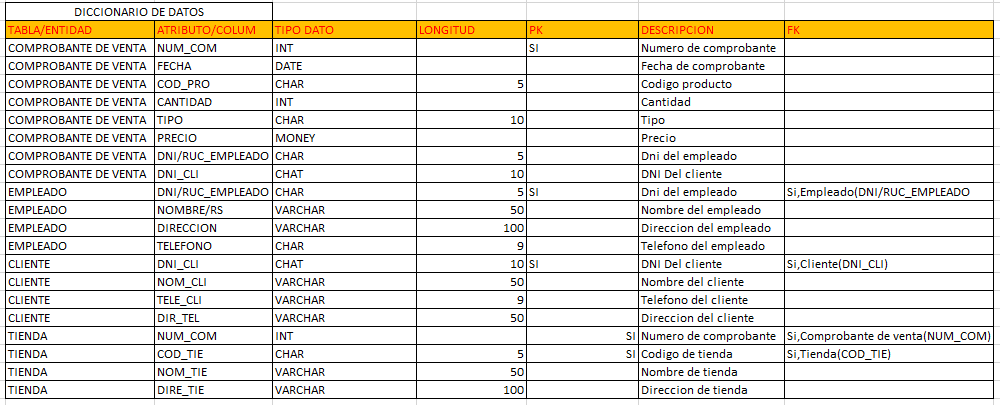 DICCIONARIO DE DATOS
TABLA/ENTIDAD ATRIBUTO/COLUM TIPO DATO LONGITUD PK DESCRIPCION FK
COMPROBANTE DE VENTA NUM_COM INT SI Numero de comprobante
COMPROBANTE DE VENTA FECHA DATE Fecha de comprobante
COMPROBANTE DE VENTA COD_PRO CHAR 5 Codigo producto
COMPROBANTE DE VENTA CANTIDAD INT Cantidad
COMPROBANTE DE VENTA TIPO CHAR 10 Tipo
COMPROBANTE DE VENTA PRECIO MONEY Precio
COMPROBANTE DE VENTA DNI/RUC_EMPLEADO CHAR 5 Dni del empleado
COMPROBANTE DE VENTA DNI_CLI CHAT 10 DNI Del cliente
EMPLEADO DNI/RUC_EMPLEADO CHAR 5 SI Dni del empleado Si,Empleado(DNI/RUC_EMPLEADO
EMPLEADO NOMBRE/RS VARCHAR 50 Nombre del empleado
EMPLEADO DIRECCION VARCHAR 100 Direccion del empleado
EMPLEADO TELEFONO CHAR 9 Telefono del empleado
CLIENTE DNI_CLI CHAT 10 SI DNI Del cliente Si,Cliente(DNI_CLI)
CLIENTE NOM_CLI VARCHAR 50 Nombre del cliente
CLIENTE TELE_CLI VARCHAR 9 Telefono del cliente
CLIENTE DIR_TEL VARCHAR 50 Direccion del cliente
TIENDA NUM_COM INT SI Numero de comprobante Si,Comprobante de venta(NUM_COM)
TIENDA COD_TIE CHAR 5 SI Codigo de tienda Si,Tienda(COD_TIE)
TIENDA NOM_TIE VARCHAR 50 Nombre de tienda
TIENDA DIRE_TIE VARCHAR 100 Direccion de tienda